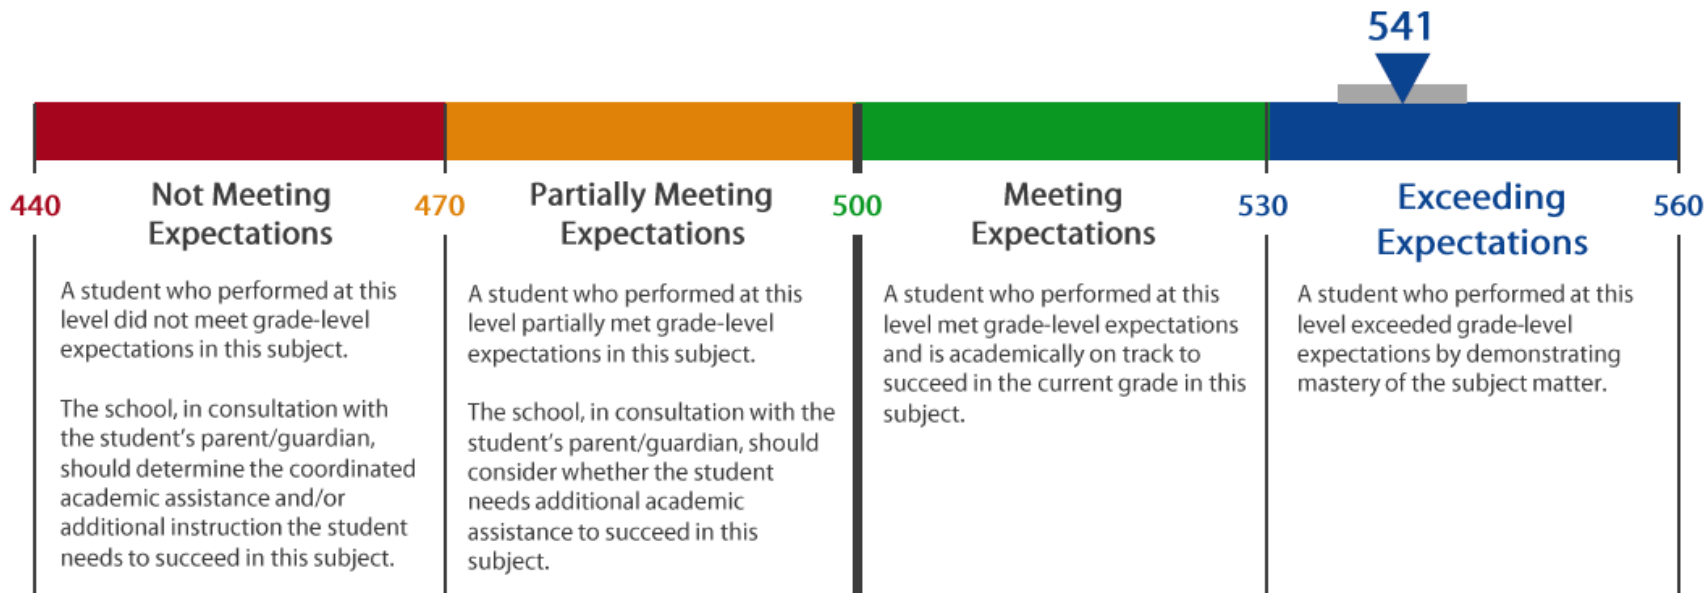 541
440
Not Meeting
Expectations
470
Partially Meeting
Expectations
500
Meeting
Expectations
530
Exceeding
Expectations
560
A student who performed at this
level did not meet grade-level
expectations in this subject.
The school, in consultation with
the student's parent/guardian,
should determine the coordinated
academic assistance and/or
additional instruction the student
needs to succeed in this subject.
A student who performed at this
level partially met grade-level
expectations in this subject.
The school, in consultation with the
student's parent/guardian, should
consider whether the student
needs additional academic
assistance to succeed in this
subject.
A student who performed at this
level met grade-level expectations
and is academically on track to
succeed in the current grade in this
subject.
A student who performed at this
level exceeded grade-level
expectations by demonstrating
mastery of the subject matter.